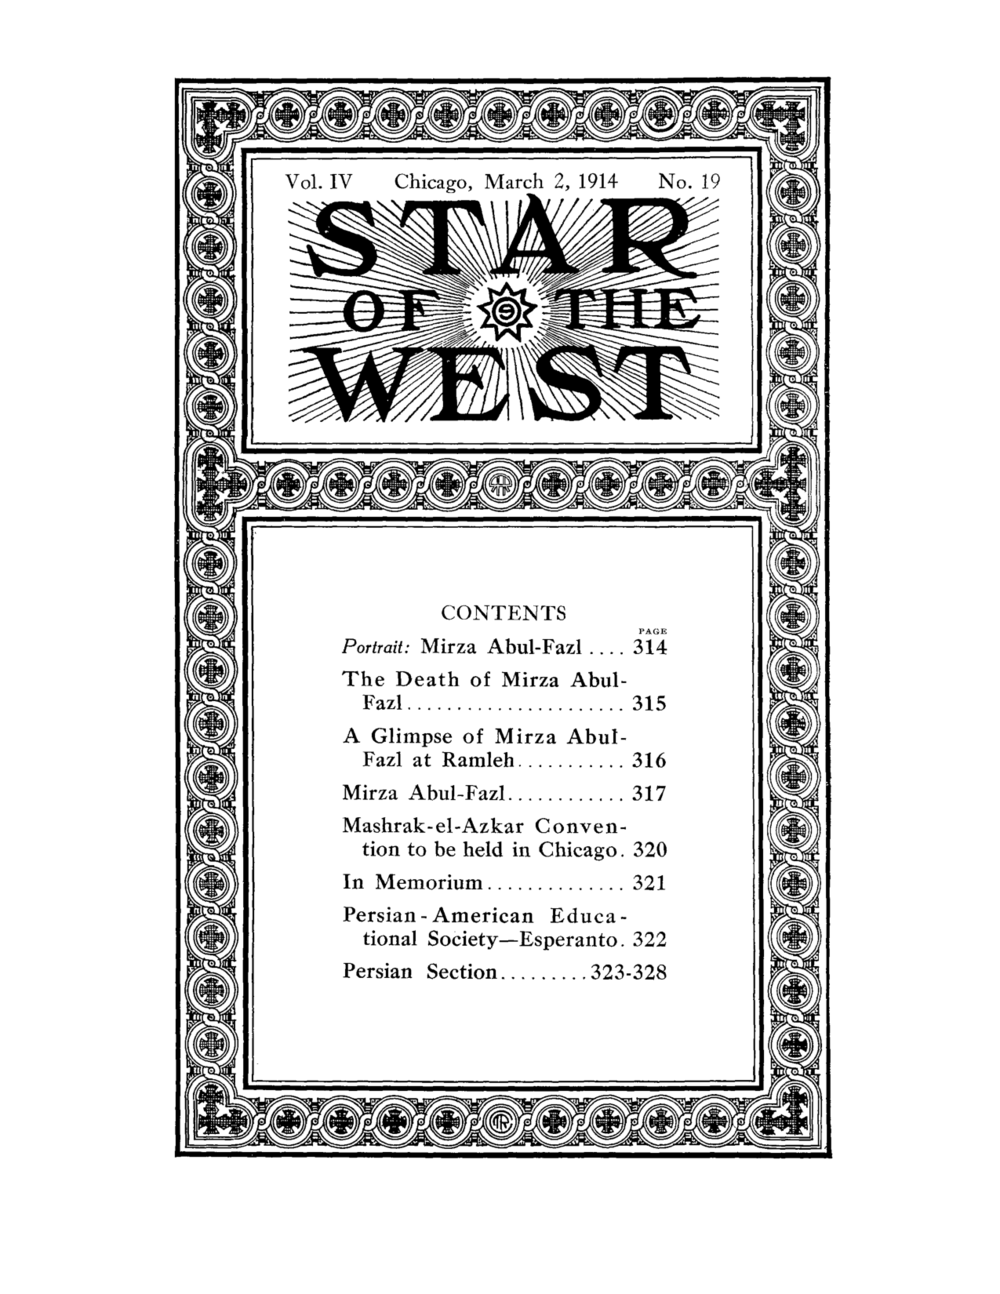 Vol. IV Chicago, March 2, 1914 No. 19
STAR
OF 9 THE
WEST
CONTENTS
PAGE
Portrait: Mirza Abul-Fazl .... 314
The Death of Mirza Abul-
Fazl...................... 315
A Glimpse of Mirza Abul-
Fazl at Ramleh........... 316
Mirza Abul-Fazl............ 317
Mashrak-el-Azkar Conven-
tion to be held in Chicago. 320
In Memorium.............. 321
Persian-American Educa-
tional Society—Esperanto. 322
Persian Section.........323-328